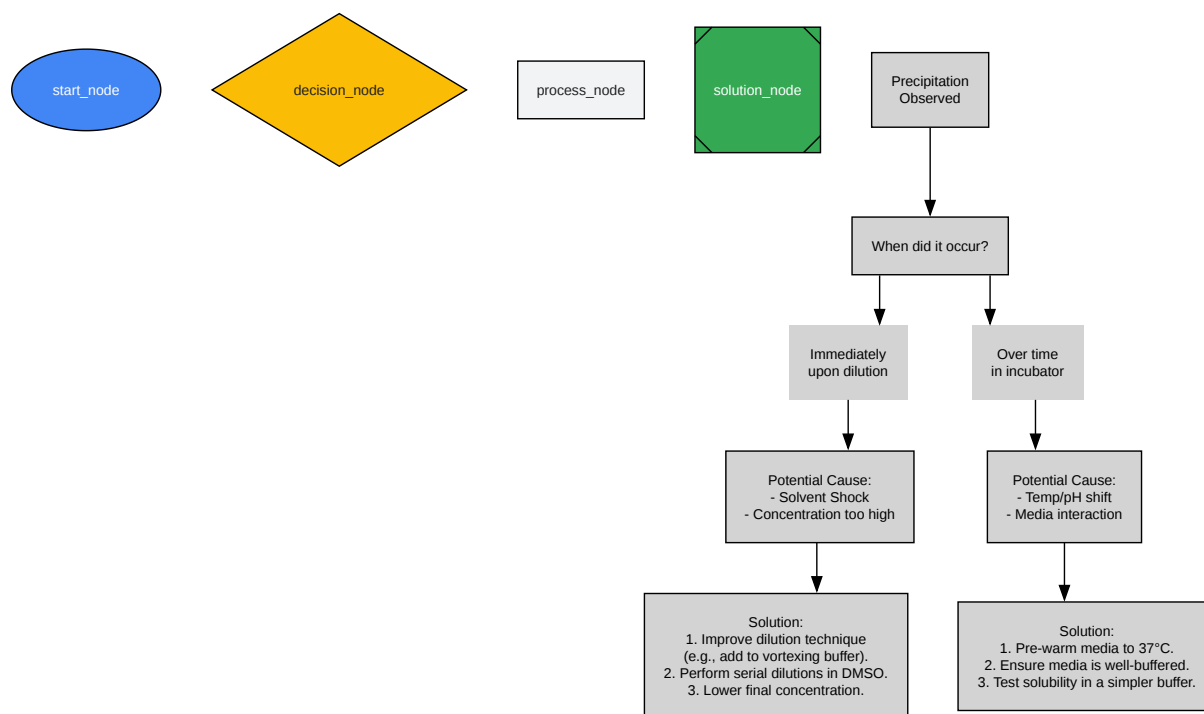 start_node
decision_node
process_node
solution_node
Precipitation
Observed
When did it occur?
Immediately
upon dilution
Over time
in incubator
Potential Cause:
- Solvent Shock
- Concentration too high
Potential Cause:
- Temp/pH shift
- Media interaction
Solution:
1. Improve dilution technique
(e.g., add to vortexing buffer).
2. Perform serial dilutions in DMSO.
3. Lower final concentration.
Solution:
1. Pre-warm media to 37°C.
2. Ensure media is well-buffered.
3. Test solubility in a simpler buffer.